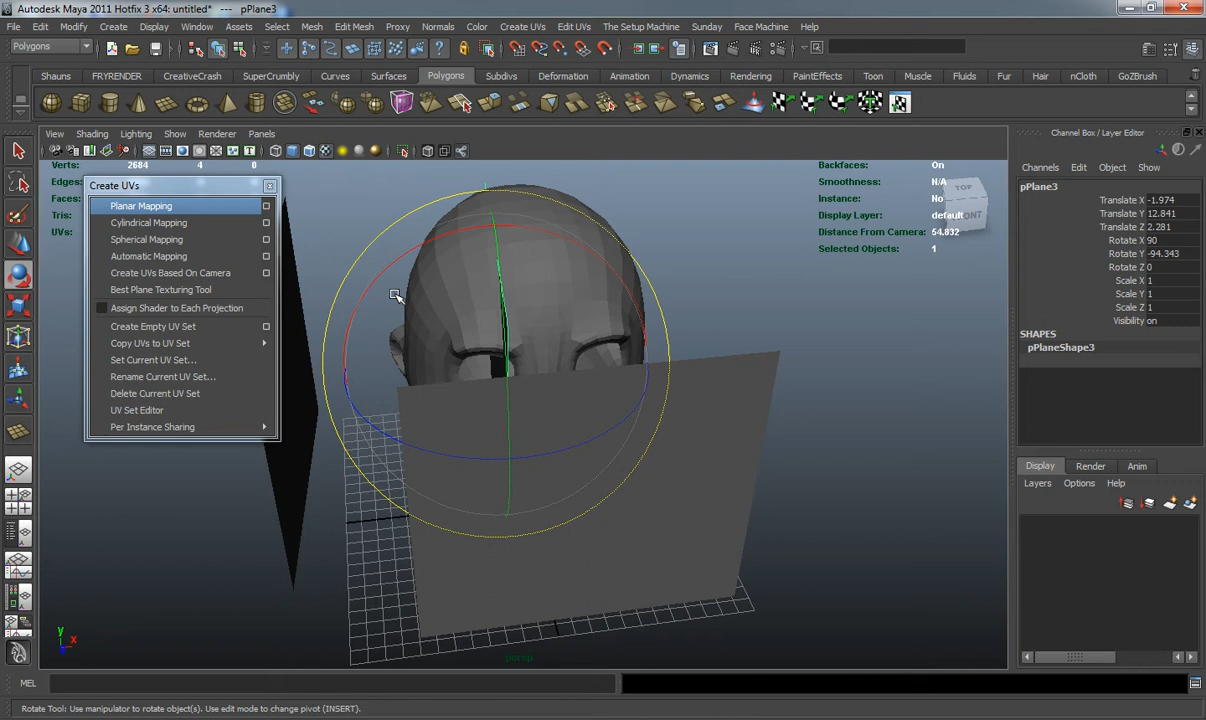 Autodesk Maya 2011 Hotfix 3 x64: untitled* --- pPlane3
File Edit Modify Create Display Window Assets Select Mesh Edit Mesh Proxy Normals Color Create UVs Edit UVs The Setup Machine Sunday Face Machine Help
Polygons
Shauns FRYRENDER CreativeCrash SuperCrumbly Curves Surfaces Polygons Subdivs Deformation Animation Dynamics Rendering PaintEffects Toon Muscle Fluids Fur Hair nCloth GoZBrush
View Shading Lighting Show Renderer Panels
Channel Box / Layer Editor
Channels Edit Object Show
Verts: 2684 4 0
Edges:
Faces:
Tris:
UVs:
Create UVs
Planar Mapping
Cylindrical Mapping
Spherical Mapping
Automatic Mapping
Create UVs Based On Camera
Best Plane Texturing Tool
Assign Shader to Each Projection
Create Empty UV Set
Copy UVs to UV Set
Set Current UV Set...
Rename Current UV Set...
Delete Current UV Set
UV Set Editor
Per Instance Sharing
Backfaces: On
Smoothness: N/A
Instance: No
Display Layer: default
Distance From Camera: 54.832
Selected Objects: 1
TOP
pPlane3
Translate X -1.974
Translate Y 12.841
Translate Z 2.281
Rotate X 90
Rotate Y -94.343
Rotate Z 0
Scale X 1
Scale Y 1
Scale Z 1
Visibility on
SHAPES
pPlaneShape3
Display Render Anim
Layers Options Help
y
x
persp
MEL
Rotate Tool: Use manipulator to rotate object(s). Use edit mode to change pivot (INSERT).